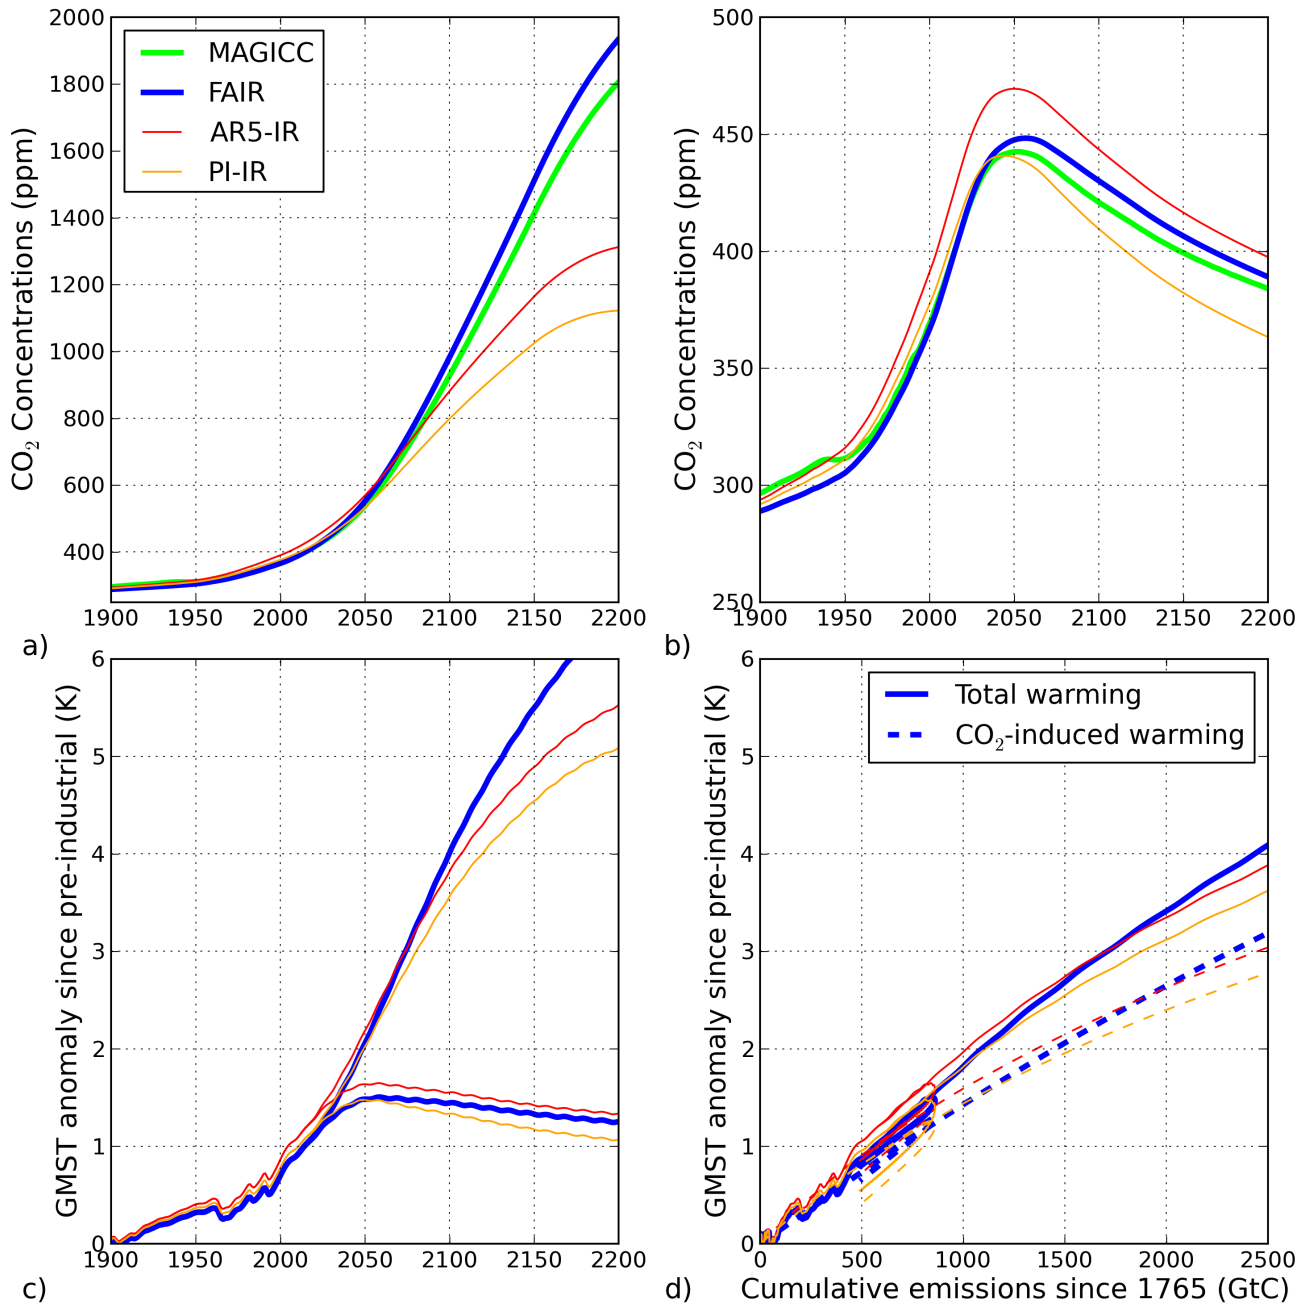 2000
1800
1600
1400
1200
1000
800
600
400
CO₂ Concentrations (ppm)
MAGICC
FAIR
AR5-IR
PI-IR
1900 1950 2000 2050 2100 2150 2200
a)
500
450
400
350
300
250
CO₂ Concentrations (ppm)
1900 1950 2000 2050 2100 2150 2200
b)
6
5
4
3
2
1
0
GMST anomaly since pre-industrial (K)
1900 1950 2000 2050 2100 2150 2200
c)
6
5
4
3
2
1
0
GMST anomaly since pre-industrial (K)
Total warming
CO₂-induced warming
0 500 1000 1500 2000 2500
d) Cumulative emissions since 1765 (GtC)